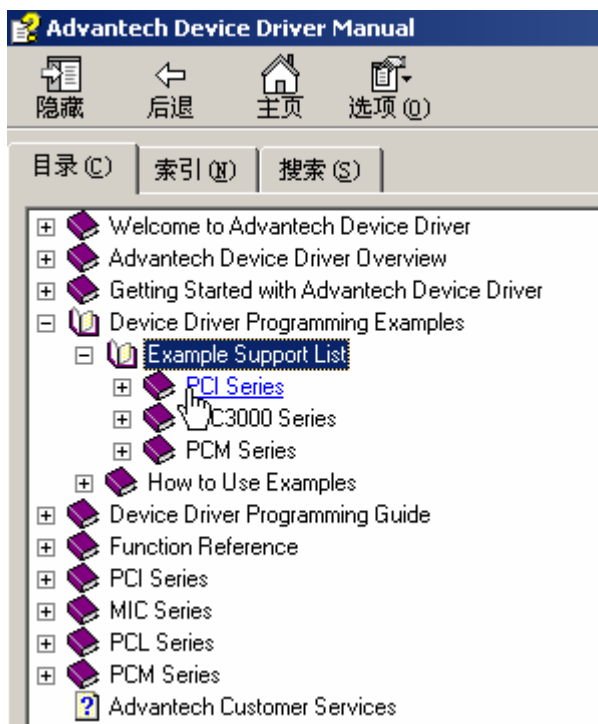 Advantech Device Driver Manual
隐藏 后退 主页 选项(O)
目录(C) 索引(N) 搜索(S)
Welcome to Advantech Device Driver
Advantech Device Driver Overview
Getting Started with Advantech Device Driver
Device Driver Programming Examples
Example Support List
PCI Series
C3000 Series
PCM Series
How to Use Examples
Device Driver Programming Guide
Function Reference
PCI Series
MIC Series
PCL Series
PCM Series
Advantech Customer Services